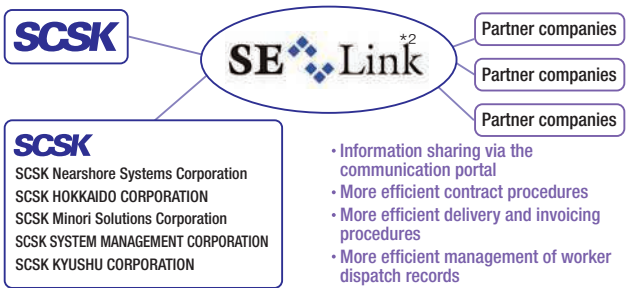 SCSK
SE Link*2
Partner companies
Partner companies
Partner companies
SCSK
SCSK Nearshore Systems Corporation
SCSK HOKKAIDO CORPORATION
SCSK Minori Solutions Corporation
SCSK SYSTEM MANAGEMENT CORPORATION
SCSK KYUSHU CORPORATION
・Information sharing via the
communication portal
・More efficient contract procedures
・More efficient delivery and invoicing
procedures
・More efficient management of worker
dispatch records